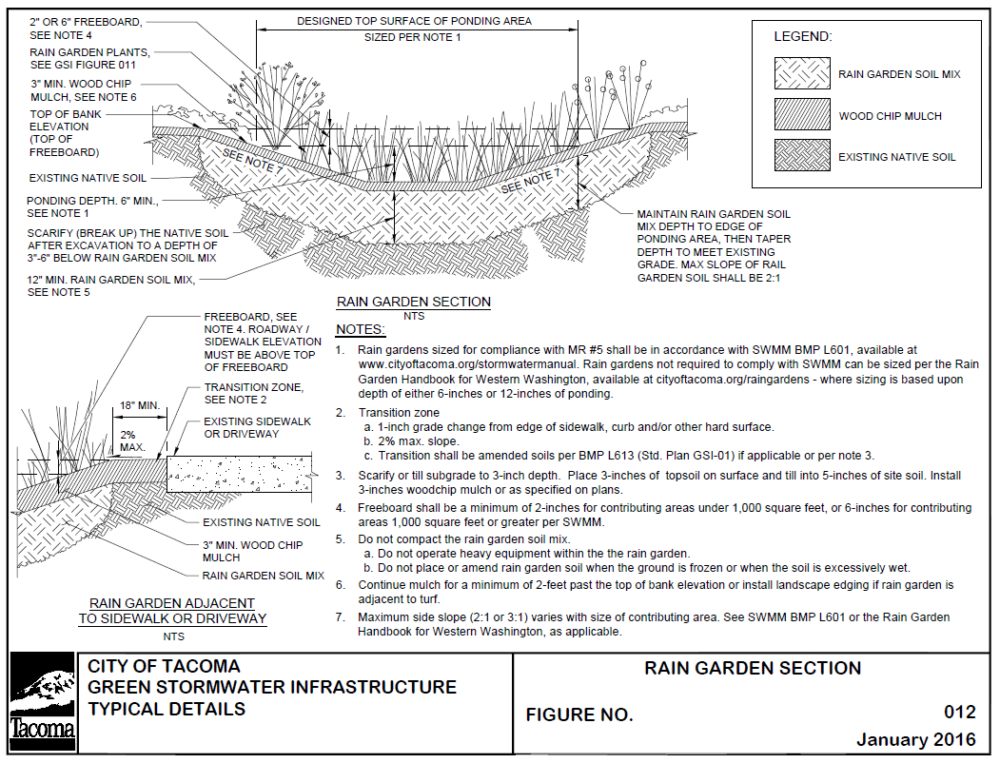 2" OR 6" FREEBOARD,
SEE NOTE 4
RAIN GARDEN PLANTS,
SEE GSI FIGURE 011
3" MIN. WOOD CHIP
MULCH, SEE NOTE 6
TOP OF BANK
ELEVATION
(TOP OF
FREEBOARD)
EXISTING NATIVE SOIL
PONDING DEPTH. 6" MIN.,
SEE NOTE 1
SCARIFY (BREAK UP) THE NATIVE SOIL
AFTER EXCAVATION TO A DEPTH OF
3"-6" BELOW RAIN GARDEN SOIL MIX
12" MIN. RAIN GARDEN SOIL MIX,
SEE NOTE 5
DESIGNED TOP SURFACE OF PONDING AREA
SIZED PER NOTE 1
SEE NOTE 7
SEE NOTE 7
MAINTAIN RAIN GARDEN SOIL
MIX DEPTH TO EDGE OF
PONDING AREA, THEN TAPER
DEPTH TO MEET EXISTING
GRADE. MAX SLOPE OF RAIL
GARDEN SOIL SHALL BE 2:1
LEGEND:
RAIN GARDEN SOIL MIX
WOOD CHIP MULCH
EXISTING NATIVE SOIL
RAIN GARDEN SECTION
NTS
FREEBOARD, SEE
NOTE 4. ROADWAY /
SIDEWALK ELEVATION
MUST BE ABOVE TOP
OF FREEBOARD
TRANSITION ZONE,
SEE NOTE 2
18" MIN.
EXISTING SIDEWALK
OR DRIVEWAY
2%
MAX.
EXISTING NATIVE SOIL
3" MIN. WOOD CHIP
MULCH
RAIN GARDEN SOIL MIX
RAIN GARDEN ADJACENT
TO SIDEWALK OR DRIVEWAY
NTS
NOTES:
1. Rain gardens sized for compliance with MR #5 shall be in accordance with SWMM BMP L601, available at
www.cityoftacoma.org/stormwatermanual. Rain gardens not required to comply with SWMM can be sized per the Rain
Garden Handbook for Western Washington, available at cityoftacoma.org/raingardens - where sizing is based upon
depth of either 6-inches or 12-inches of ponding.
2. Transition zone
a. 1-inch grade change from edge of sidewalk, curb and/or other hard surface.
b. 2% max. slope.
c. Transition shall be amended soils per BMP L613 (Std. Plan GSI-01) if applicable or per note 3.
3. Scarify or till subgrade to 3-inch depth. Place 3-inches of topsoil on surface and till into 5-inches of site soil. Install
3-inches woodchip mulch or as specified on plans.
4. Freeboard shall be a minimum of 2-inches for contributing areas under 1,000 square feet, or 6-inches for contributing
areas 1,000 square feet or greater per SWMM.
5. Do not compact the rain garden soil mix.
a. Do not operate heavy equipment within the the rain garden.
b. Do not place or amend rain garden soil when the ground is frozen or when the soil is excessively wet.
6. Continue mulch for a minimum of 2-feet past the top of bank elevation or install landscape edging if rain garden is
adjacent to turf.
7. Maximum side slope (2:1 or 3:1) varies with size of contributing area. See SWMM BMP L601 or the Rain Garden
Handbook for Western Washington, as applicable.
Tacoma
CITY OF TACOMA
GREEN STORMWATER INFRASTRUCTURE
TYPICAL DETAILS
RAIN GARDEN SECTION
FIGURE NO. 012
January 2016